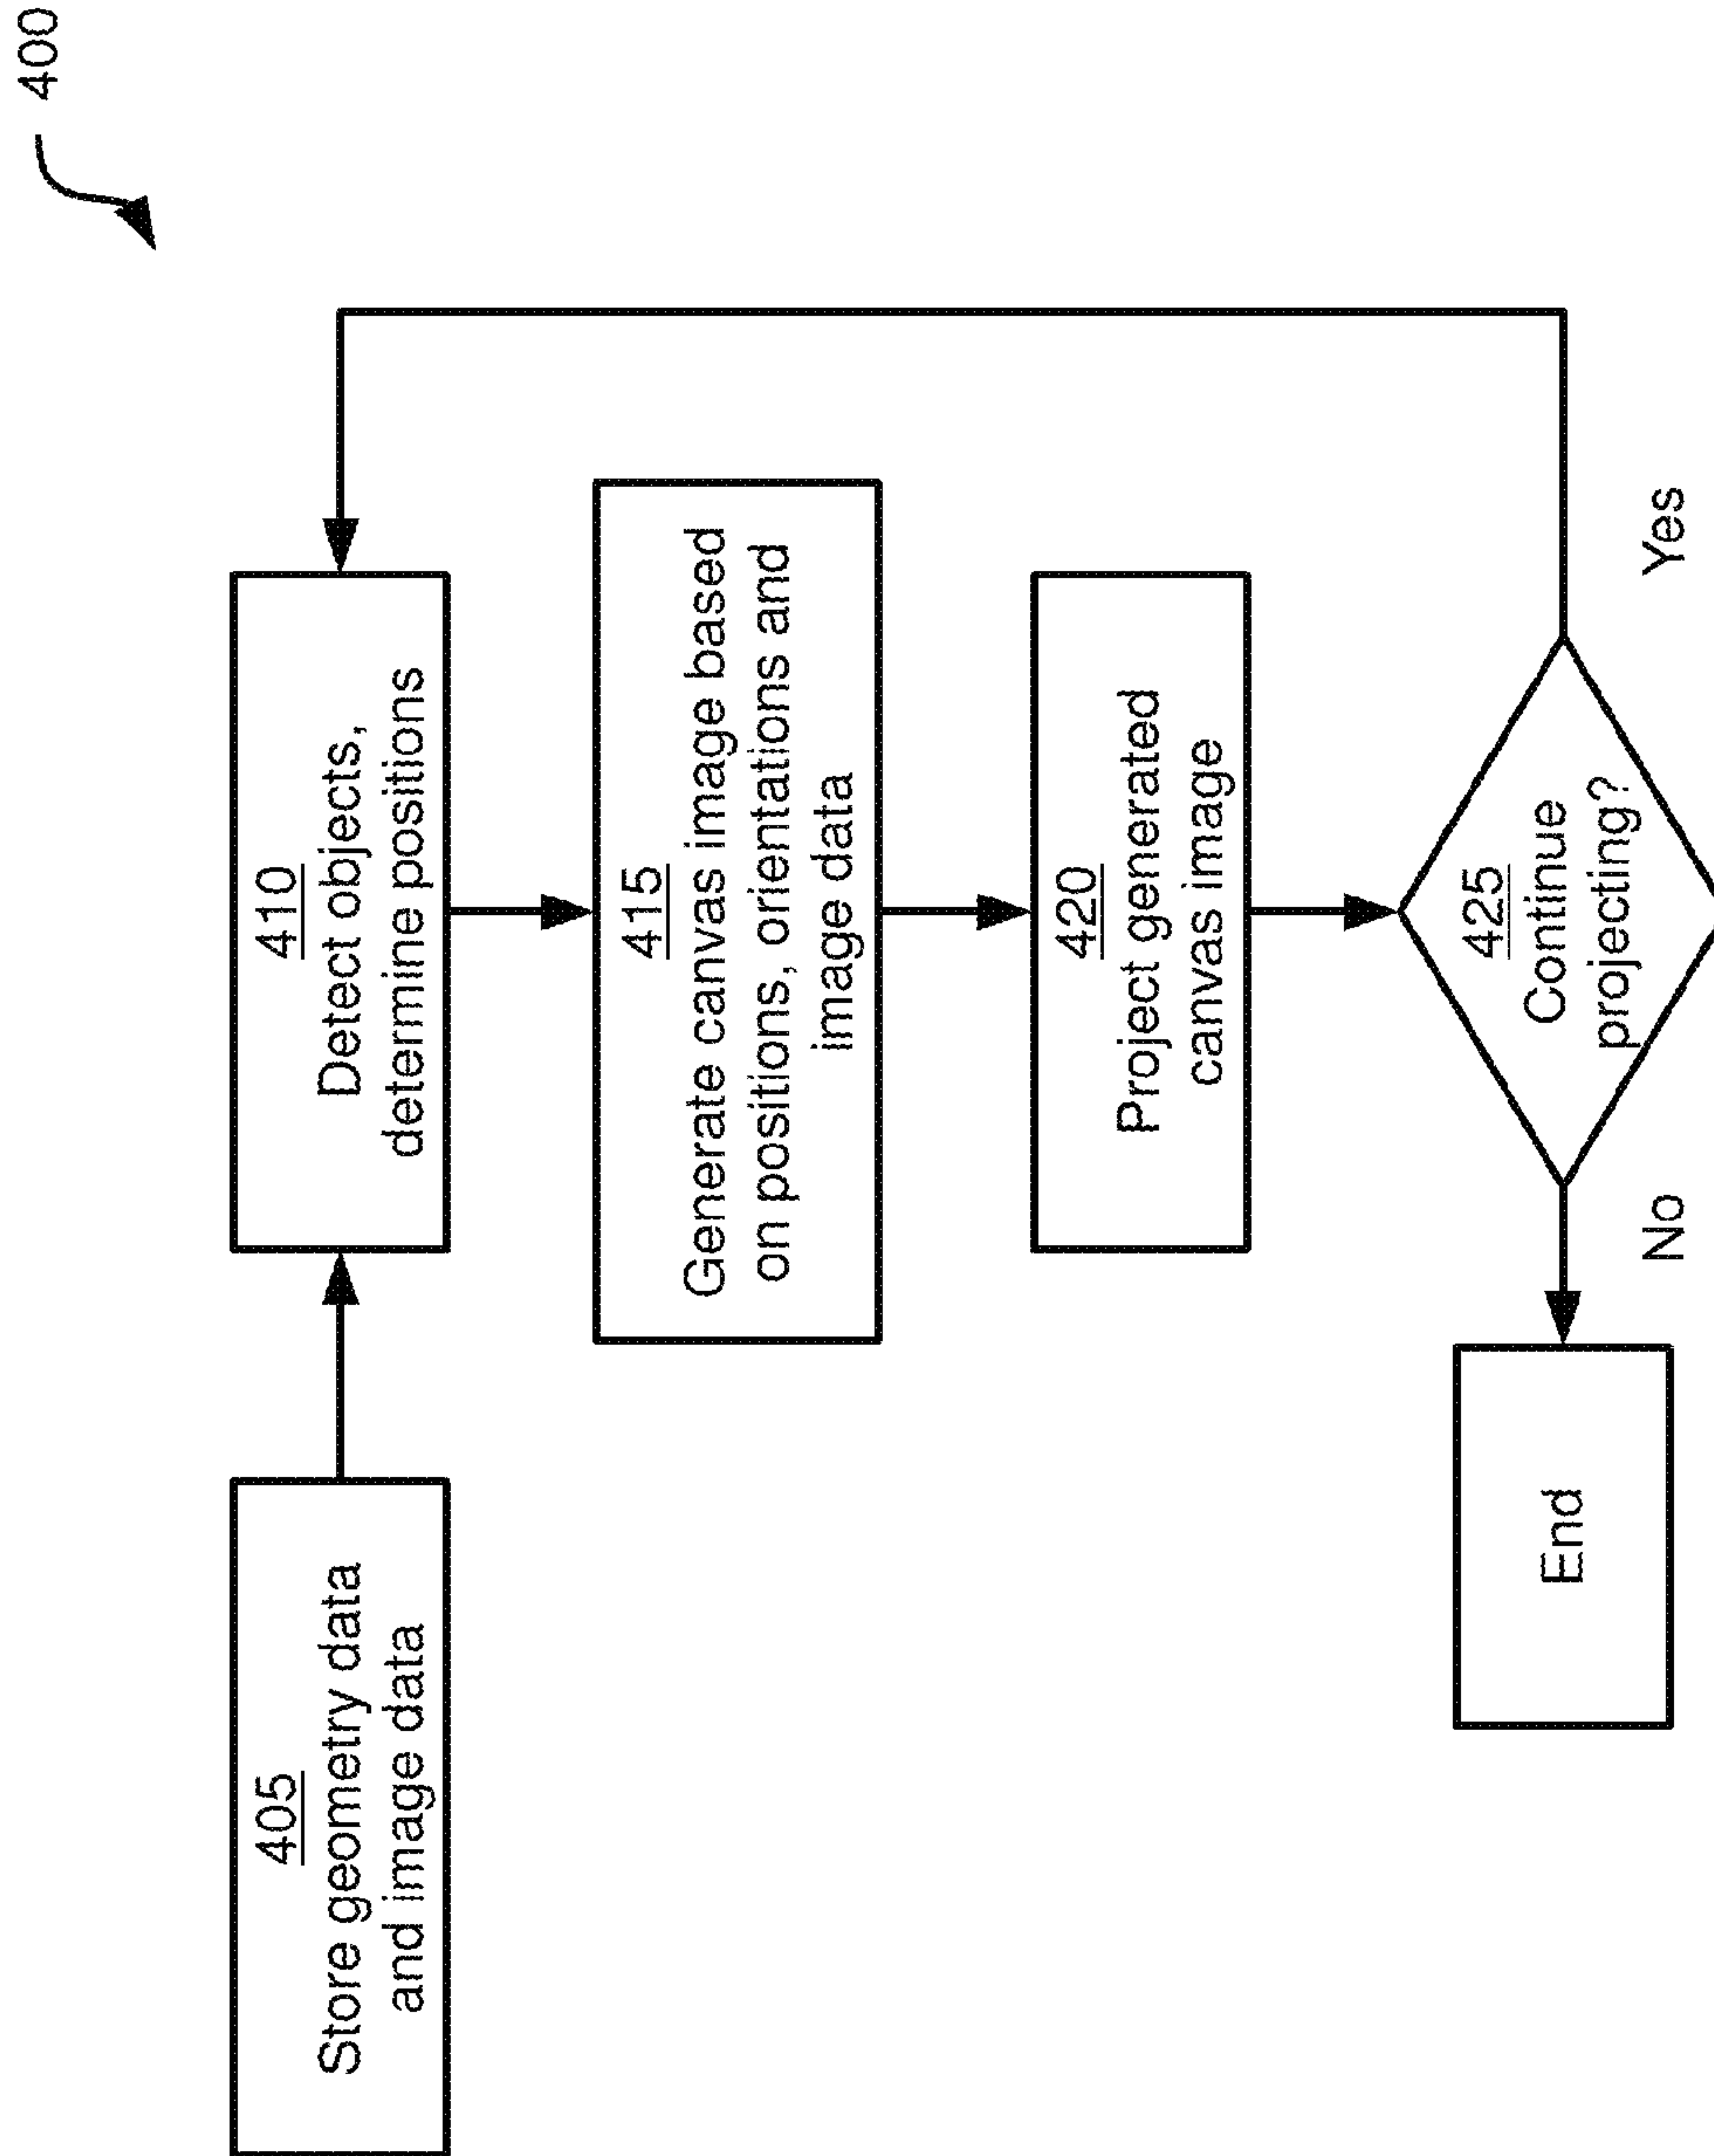 400
405
Store geometry data
and image data
410
Detect objects,
determine positions
415
Generate canvas image based
on positions, orientations and
image data
420
Project generated
canvas image
425
Continue
projecting?
No
Yes
End